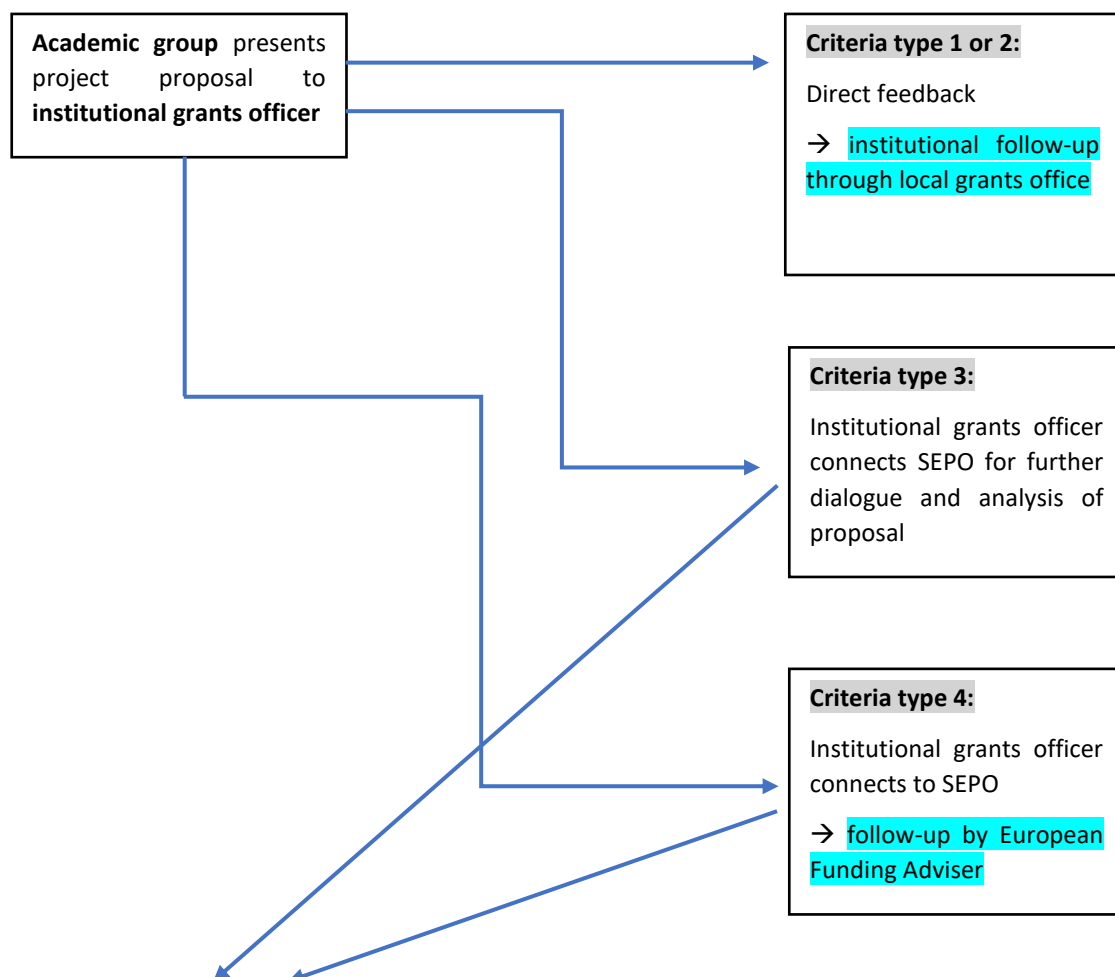 Academic group presents
project proposal to
institutional grants officer
Criteria type 1 or 2:
Direct feedback
→ institutional follow-up
through local grants office
Criteria type 3:
Institutional grants officer
connects SEPO for further
dialogue and analysis of
proposal
Criteria type 4:
Institutional grants officer
connects to SEPO
→ follow-up by European
Funding Adviser